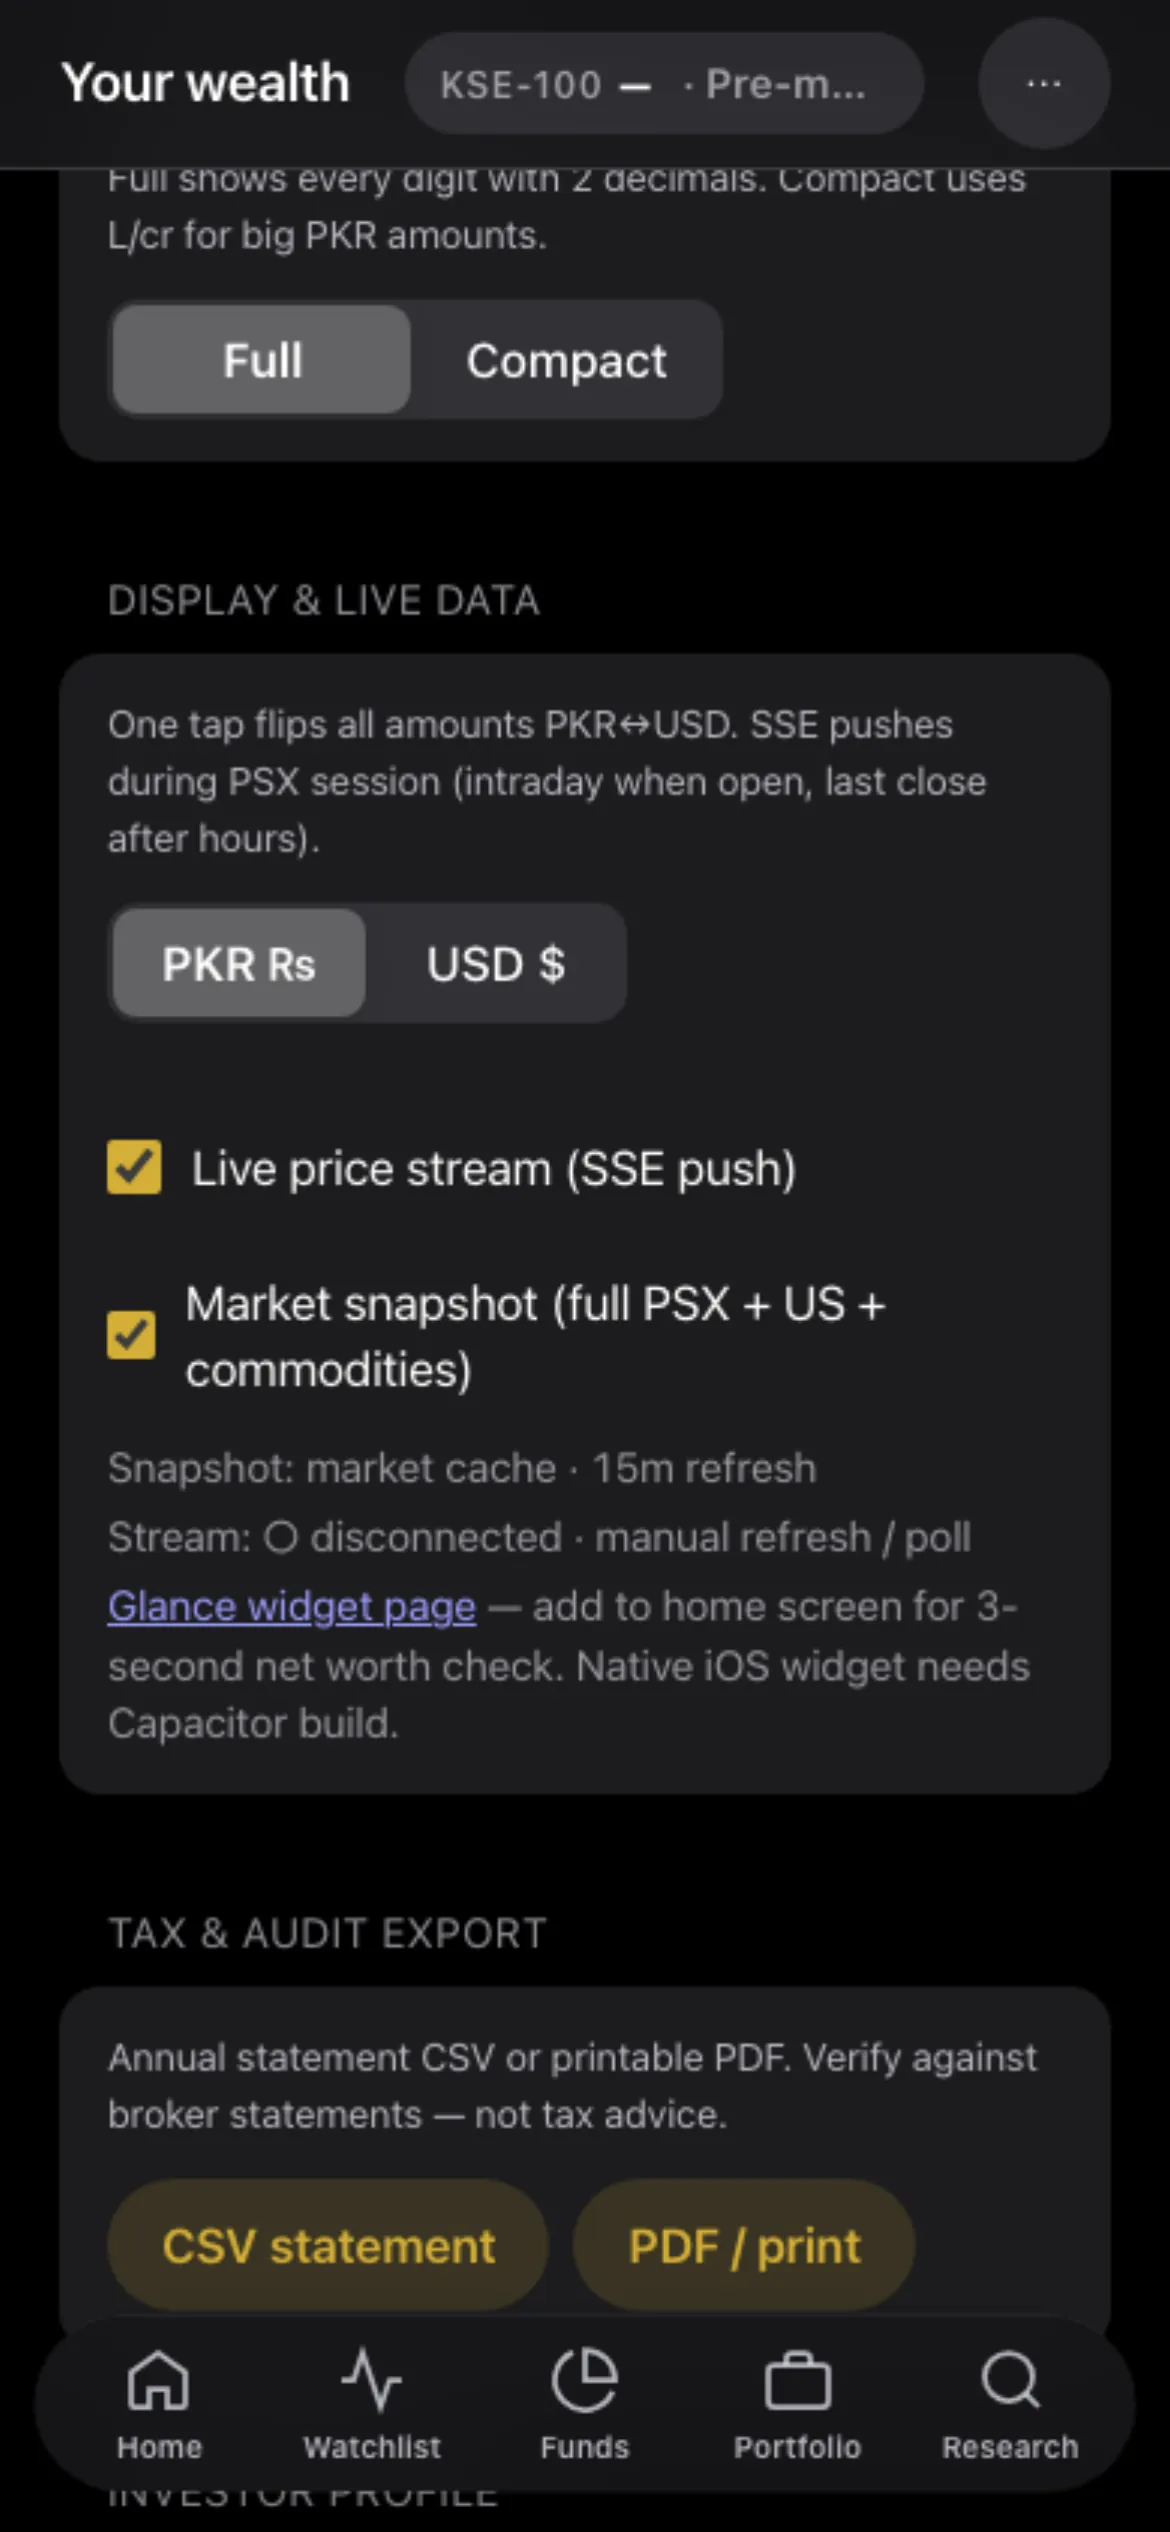 Your wealth
KSE-100 — · Pre-m...
...
Full shows every digit with 2 decimals. Compact uses
L/cr for big PKR amounts.
Full
Compact
DISPLAY & LIVE DATA
One tap flips all amounts PKR↔USD. SSE pushes
during PSX session (intraday when open, last close
after hours).
PKR Rs
USD $
Live price stream (SSE push)
Market snapshot (full PSX + US +
commodities)
Snapshot: market cache · 15m refresh
Stream: ○ disconnected · manual refresh / poll
Glance widget page — add to home screen for 3-
second net worth check. Native iOS widget needs
Capacitor build.
TAX & AUDIT EXPORT
Annual statement CSV or printable PDF. Verify against
broker statements — not tax advice.
CSV statement
PDF / print
Home
Watchlist
Funds
Portfolio
Research
INVESTOR PROFILE